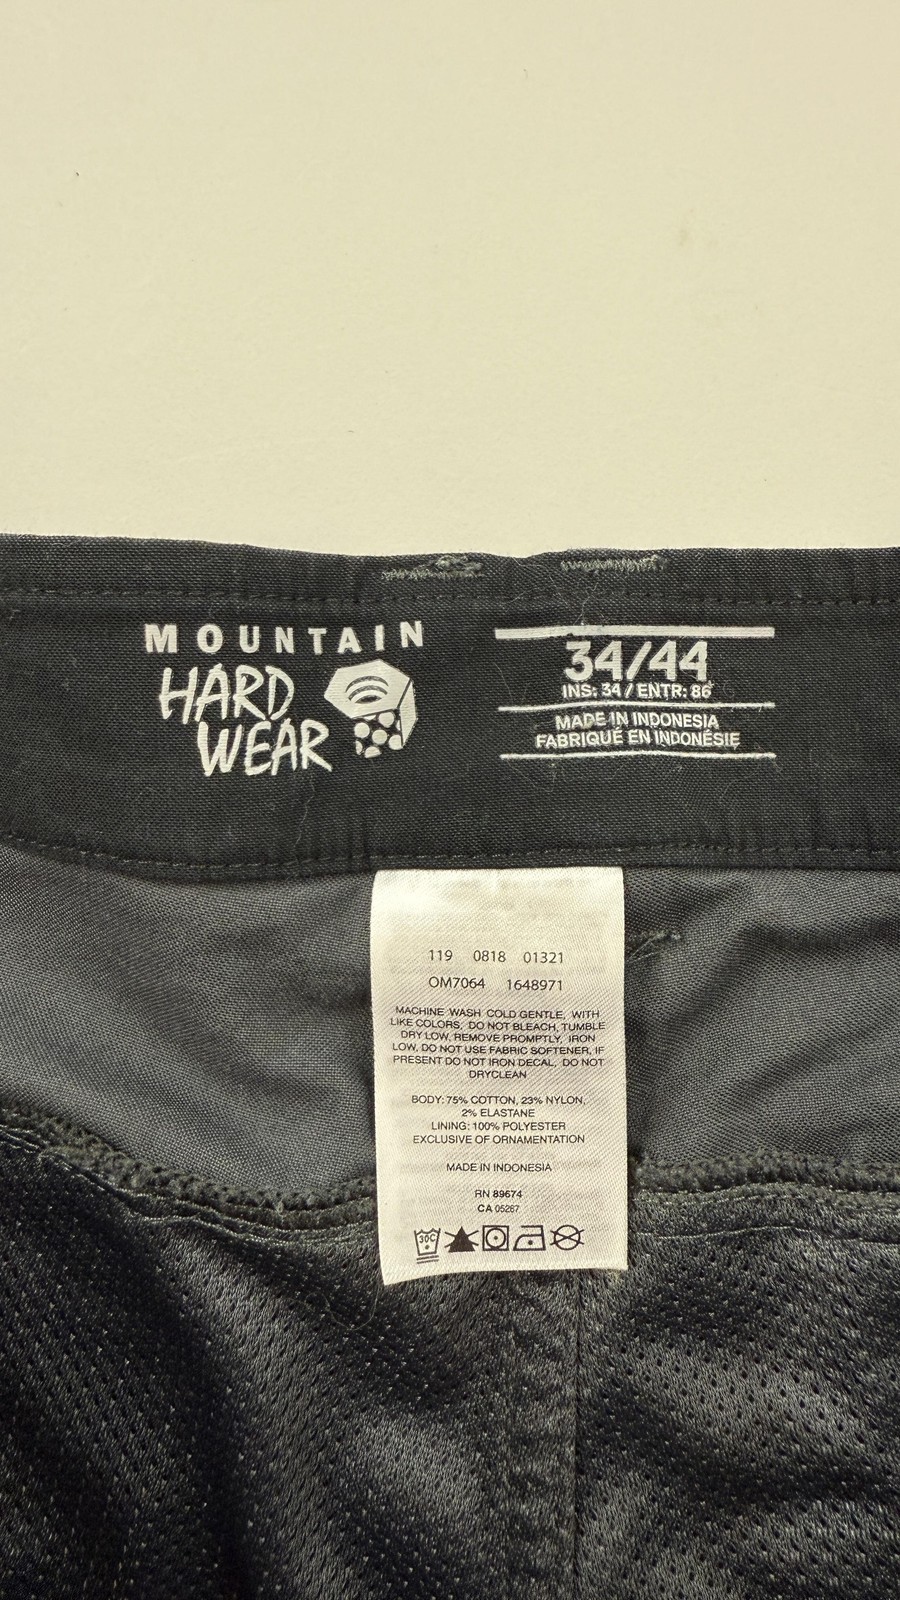 MOUNTAIN
HARD
WEAR
34/44
INS: 34 / ENTR: 86
MADE IN INDONESIA
FABRIQUÉ EN INDONÉSIE
119 0818 01321
OM7064 1648971
MACHINE WASH COLD GENTLE, WITH
LIKE COLORS, DO NOT BLEACH, TUMBLE
DRY LOW, REMOVE PROMPTLY, IRON
LOW, DO NOT USE FABRIC SOFTENER, IF
PRESENT DO NOT IRON DECAL, DO NOT
DRYCLEAN
BODY: 75% COTTON, 23% NYLON,
2% ELASTANE
LINING: 100% POLYESTER
EXCLUSIVE OF ORNAMENTATION
MADE IN INDONESIA
RN 89674
CA 05267
30C